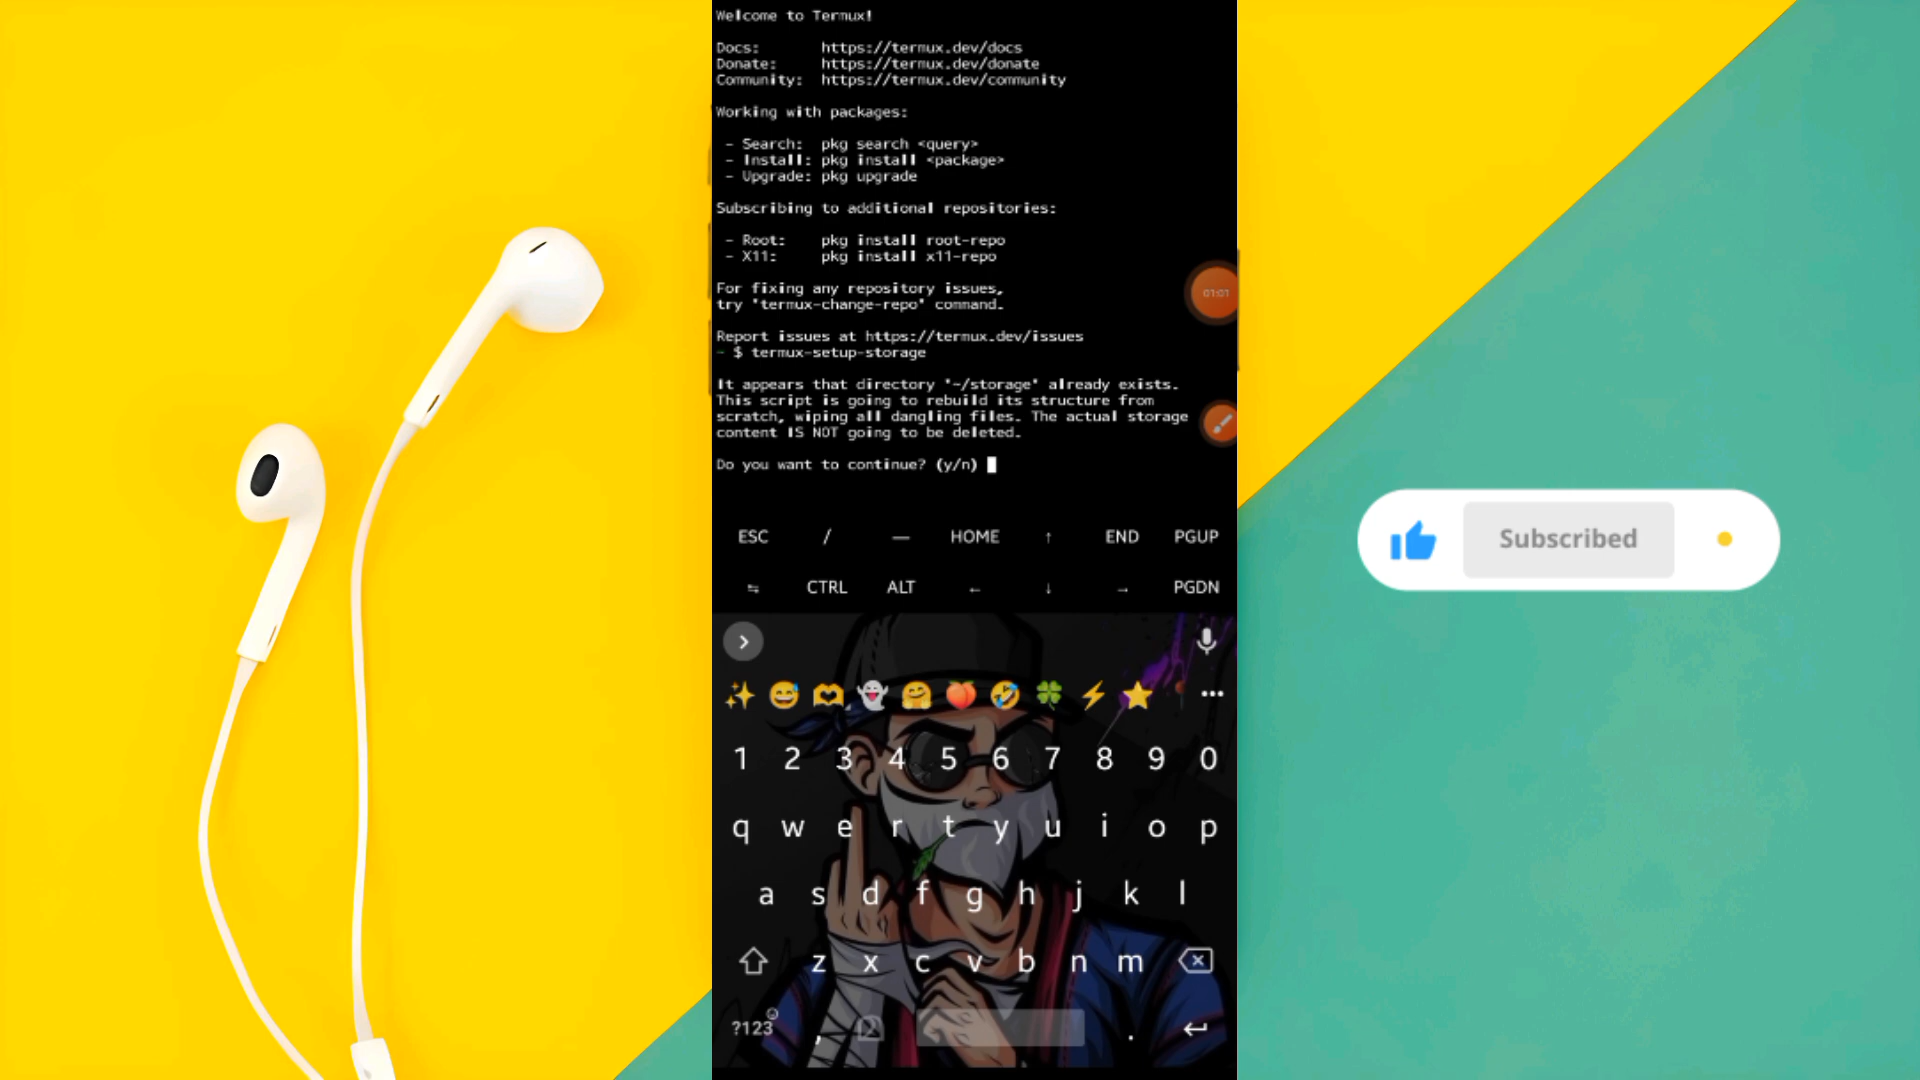 Welcome to Termux!
Docs: https://termux.dev/docs
Donate: https://termux.dev/donate
Community: https://termux.dev/community
Working with packages:
- Search: pkg search <query>
- Install: pkg install <package>
- Upgrade: pkg upgrade
Subscribing to additional repositories:
- Root: pkg install root-repo
- X11: pkg install x11-repo
For fixing any repository issues,
try 'termux-change-repo' command.
Report issues at https://termux.dev/issues
~ $ termux-setup-storage
It appears that directory '~/storage' already exists.
This script is going to rebuild its structure from
scratch, wiping all dangling files. The actual storage
content IS NOT going to be deleted.
Do you want to continue? (y/n)
01:01
ESC / — HOME ↑ END PGUP
⇆ CTRL ALT ← ↓ → PGDN
1 2 3 4 5 6 7 8 9 0
q w e r t y u i o p
a s d f g h j k l
z x c v b n m
?123 , .
Subscribed